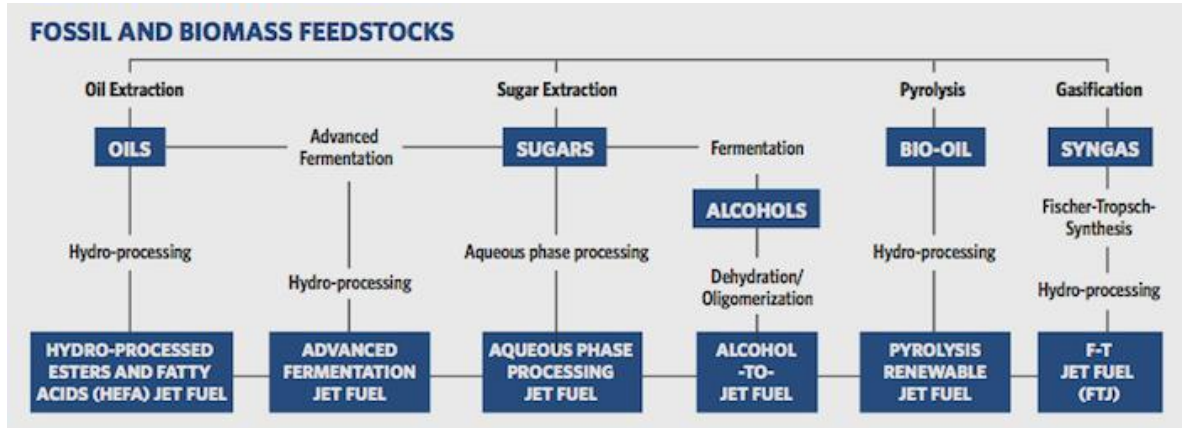 FOSSIL AND BIOMASS FEEDSTOCKS
Oil Extraction
Sugar Extraction
Pyrolysis
Gasification
OILS
Advanced
Fermentation
SUGARS
Fermentation
BIO-OIL
SYNGAS
ALCOHOLS
Fischer-Tropsch-
Synthesis
Hydro-processing
Aqueous phase processing
Hydro-processing
Hydro-processing
Dehydration/
Oligomerization
Hydro-processing
HYDRO-PROCESSED
ESTERS AND FATTY
ACIDS (HEFA) JET FUEL
ADVANCED
FERMENTATION
JET FUEL
AQUEOUS PHASE
PROCESSING
JET FUEL
ALCOHOL
-TO-
JET FUEL
PYROLYSIS
RENEWABLE
JET FUEL
F-T
JET FUEL
(FTJ)